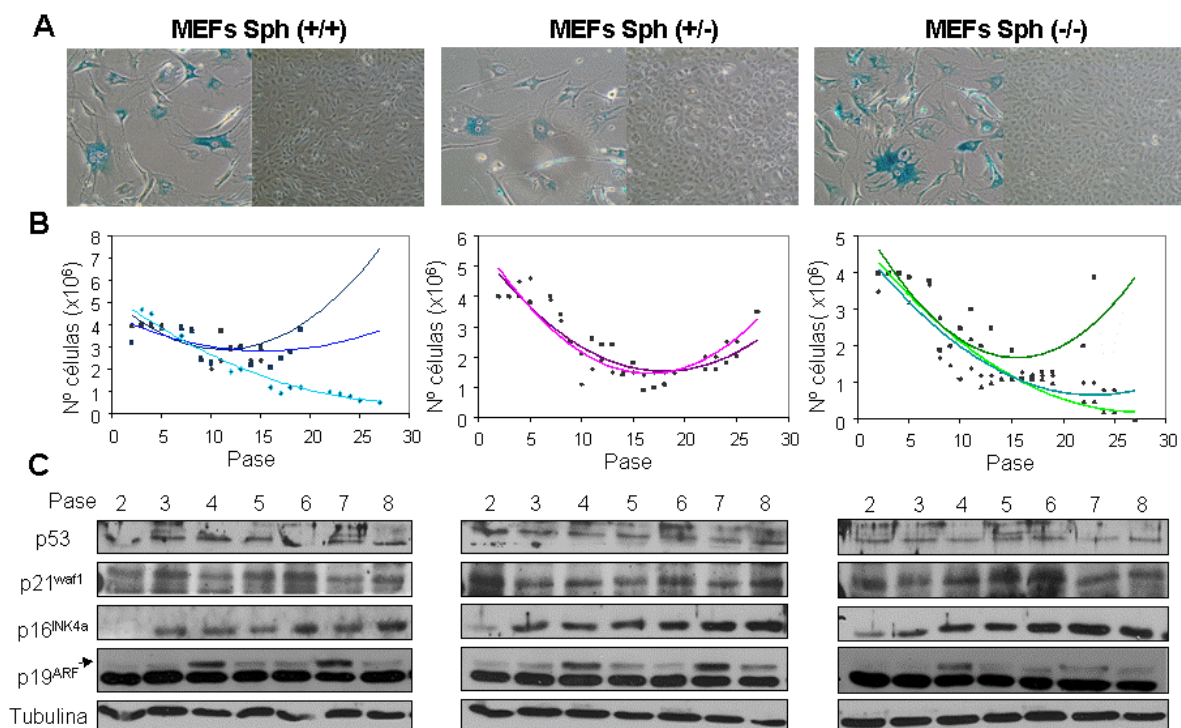 A
MEFs Sph (+/+)
MEFs Sph (+/-)
MEFs Sph (-/-)
B
Nº células (x10⁶)
8
7
6
5
4
3
2
1
0
0 5 10 15 20 25 30
Pase
Nº células (x10⁶)
6
5
4
3
2
1
0
0 5 10 15 20 25 30
Pase
Nº células ( x10⁶)
5
4
3
2
1
0
0 5 10 15 20 25 30
Pase
C
Pase 2 3 4 5 6 7 8
2 3 4 5 6 7 8
2 3 4 5 6 7 8
p53
p21ʷᵃᶠ¹
p16ᴵᴺᴷ⁴ᵃ
p19ᴬᴿᶠ
Tubulina